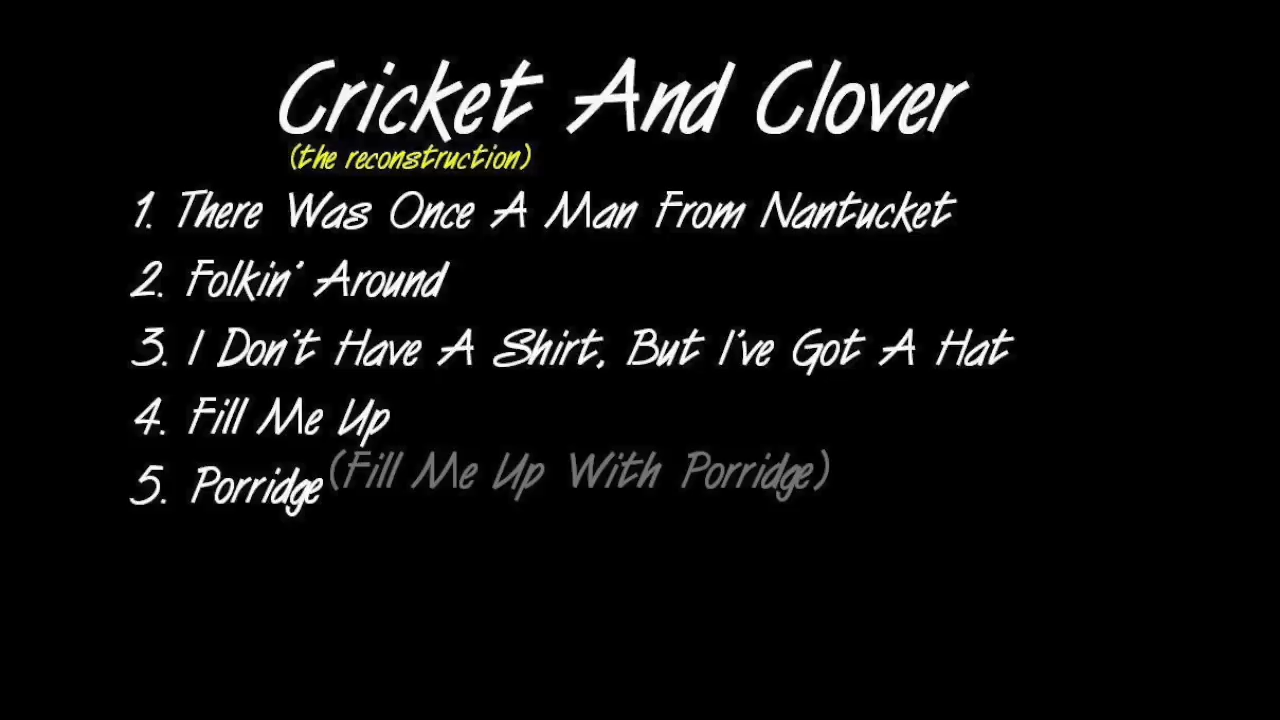 Cricket And Clover
(the reconstruction)
1. There Was Once A Man From Nantucket
2. Folkin' Around
3. I Don't Have A Shirt, But I've Got A Hat
4. Fill Me Up
5. Porridge (Fill Me Up With Porridge)